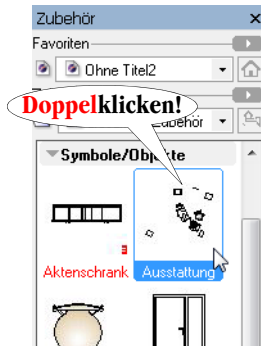 Zubehör
Favoriten
Ohne Titel2
Doppelklicken!
Zubehör
Symbole/Objekte
Aktenschrank
Ausstattung